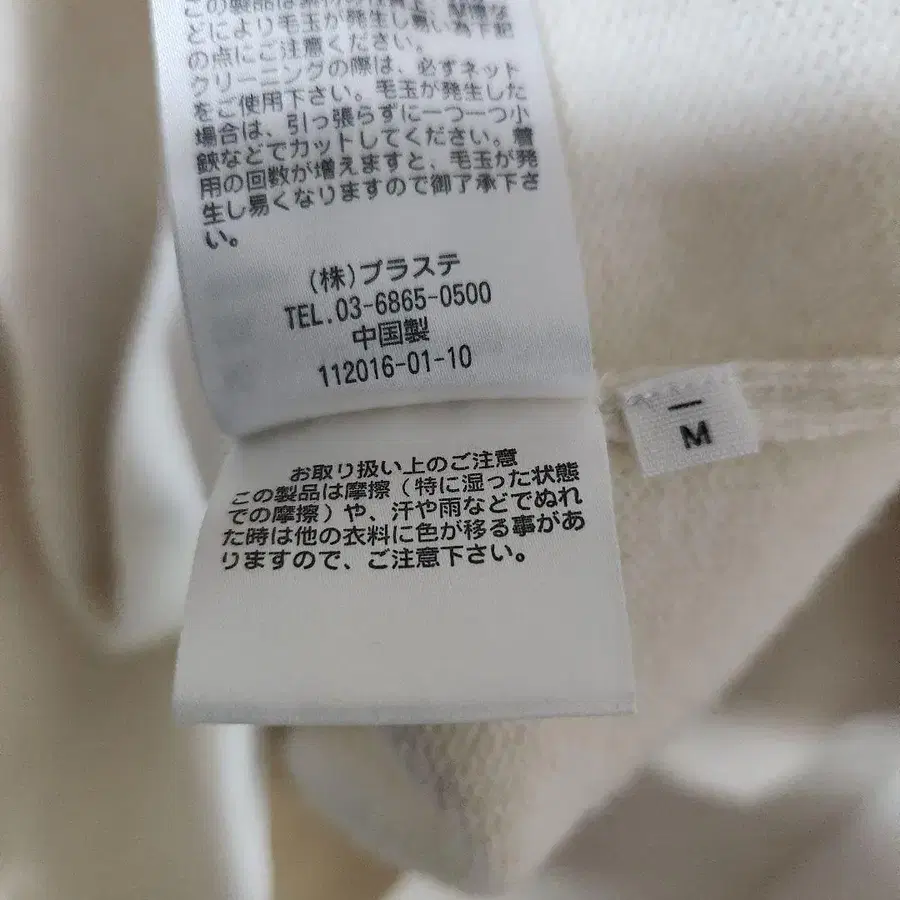 この製品は
どにより毛玉が発生し易い為下記
の点にご注意ください。
クリーニングの際は、必ずネット
をご使用下さい。毛玉が発生した
場合は、引っ張らずに一つ一つ小
鋏などでカットしてください。着
用の回数が増えますと、毛玉が発
生し易くなりますので御了承下さ
い。
(株)プラステ
TEL.03-6865-0500
中国製
112016-01-10
M
お取り扱い上のご注意
この製品は摩擦(特に湿った状態
での摩擦)や、汗や雨などでぬれ
た時は他の衣料に色が移る事があ
りますので、ご注意下さい。